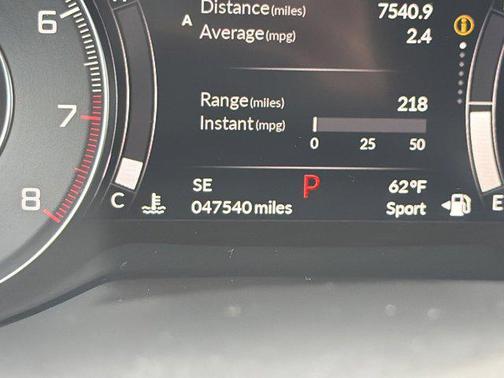 Distance(miles) 7540.9
A
Average(mpg) 2.4
6
Range(miles) 218
7
Instant(mpg)
0 25 50
SE P 62°F
8 C 047540 miles Sport E